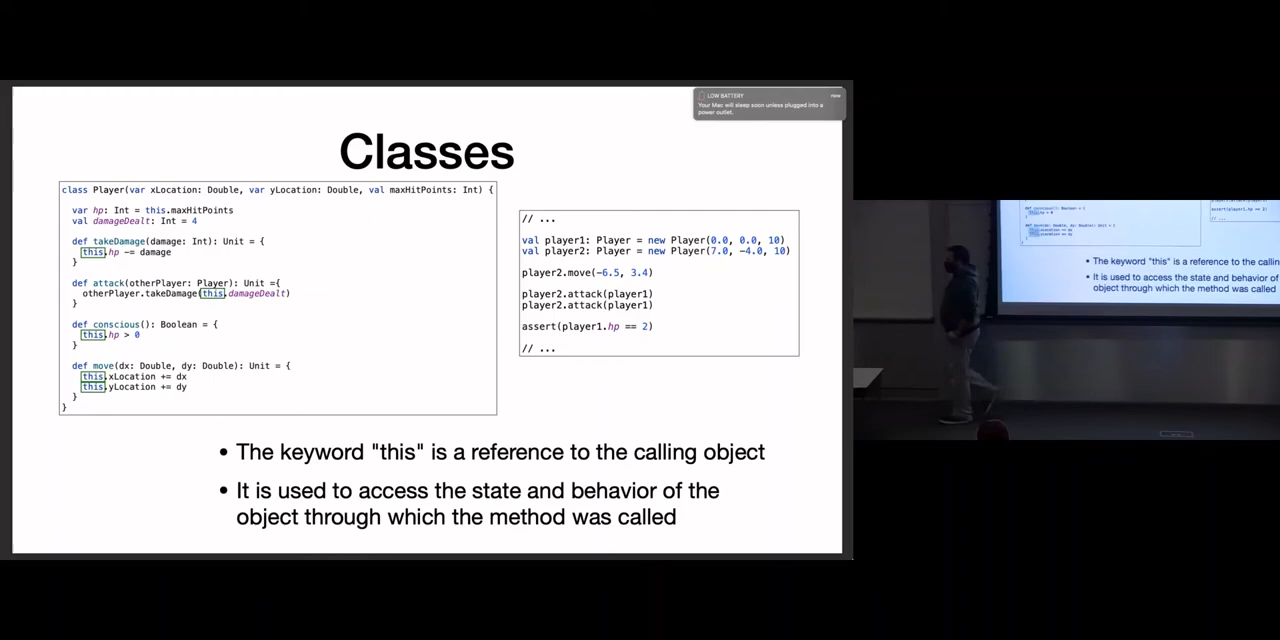 LOW BATTERY
now
Your Mac will sleep soon unless plugged into a
power outlet.
Classes
class Player(var xLocation: Double, var yLocation: Double, val maxHitPoints: Int) {
var hp: Int = this.maxHitPoints
val damageDealt: Int = 4
def takeDamage(damage: Int): Unit = {
this.hp -= damage
}
def attack(otherPlayer: Player): Unit ={
otherPlayer.takeDamage(this.damageDealt)
}
def conscious(): Boolean = {
this.hp > 0
}
def move(dx: Double, dy: Double): Unit = {
this.xLocation += dx
this.yLocation += dy
}
}
// ...
val player1: Player = new Player(0.0, 0.0, 10)
val player2: Player = new Player(7.0, -4.0, 10)
player2.move(-6.5, 3.4)
player2.attack(player1)
player2.attack(player1)
assert(player1.hp == 2)
// ...
• The keyword "this" is a reference to the calling object
• It is used to access the state and behavior of the
object through which the method was called
• The keyword "this" is a reference to the callin
• It is used to access the state and behavior of
object through which the method was called